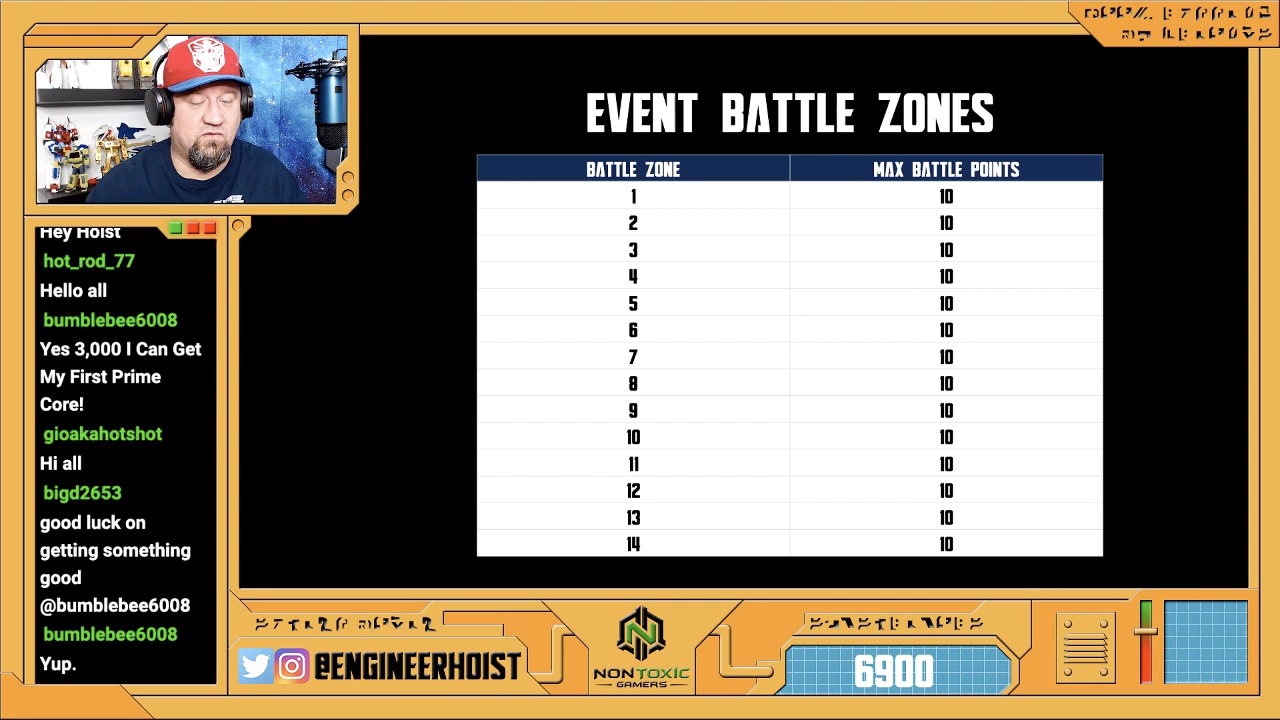 EVENT BATTLE ZONES
BATTLE ZONE MAX BATTLE POINTS
1 10
2 10
3 10
4 10
5 10
6 10
7 10
8 10
9 10
10 10
11 10
12 10
13 10
14 10
Hey Hoist
hot_rod_77
Hello all
bumblebee6008
Yes 3,000 I Can Get
My First Prime
Core!
gioakahotshot
Hi all
bigd2653
good luck on
getting something
good
@bumblebee6008
bumblebee6008
Yup.
@ENGINEERHOIST
N
NONTOXIC
GAMERS
6900